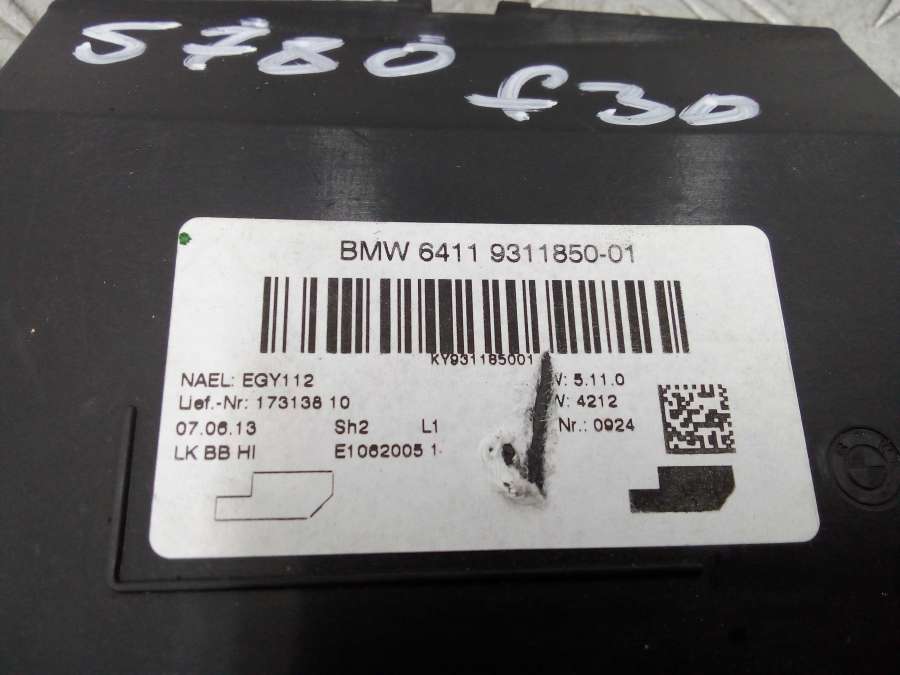 5780 f30
BMW 6411 9311850-01
KY931185001
NAEL: EGY112
: 5.11.0
Lief.-Nr: 173138 10
: 4212
07.06.13 Sh2 L1 Nr.: 0924
LK BB HI E1062005 1